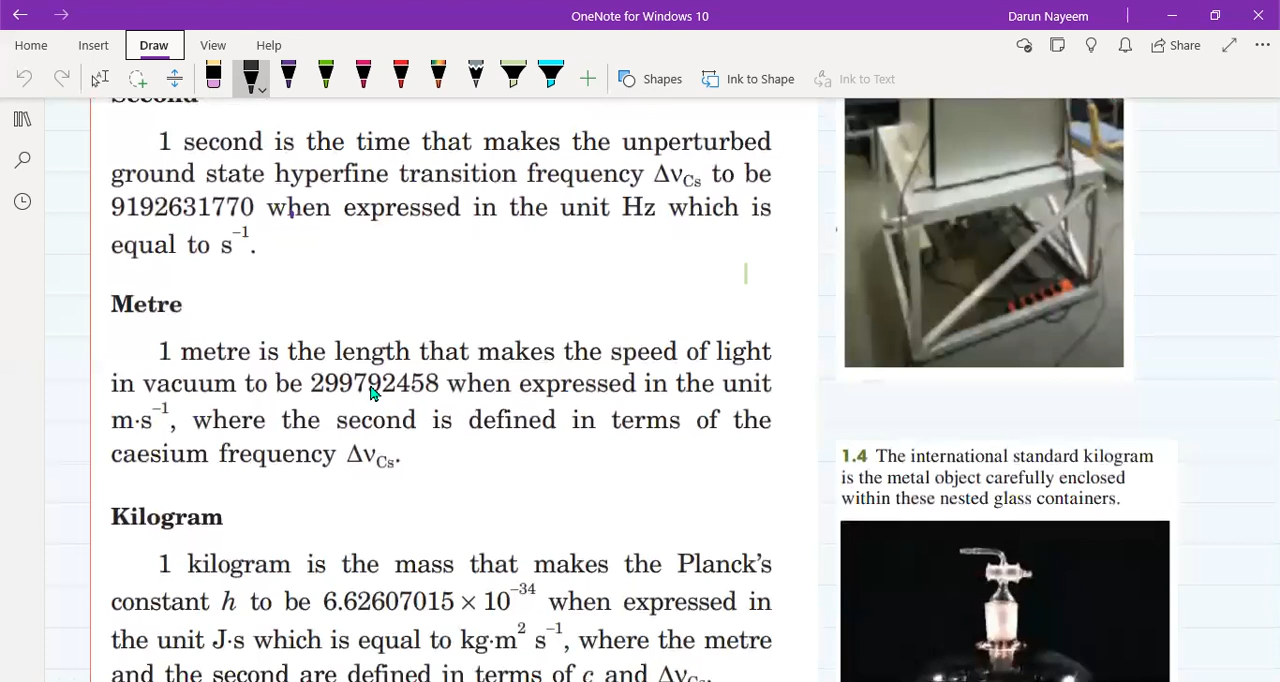 OneNote for Windows 10
Darun Nayeem
Home Insert Draw View Help
Share
Shapes Ink to Shape Ink to Text
Second
1 second is the time that makes the unperturbed
ground state hyperfine transition frequency Δν_Cs to be
9192631770 when expressed in the unit Hz which is
equal to s⁻¹.
Metre
1 metre is the length that makes the speed of light
in vacuum to be 299792458 when expressed in the unit
m·s⁻¹, where the second is defined in terms of the
caesium frequency Δν_Cs.
Kilogram
1 kilogram is the mass that makes the Planck's
constant h to be 6.62607015 × 10⁻³⁴ when expressed in
the unit J·s which is equal to kg·m² s⁻¹, where the metre
and the second are defined in terms of c and Δν_Cs.
1.4 The international standard kilogram
is the metal object carefully enclosed
within these nested glass containers.